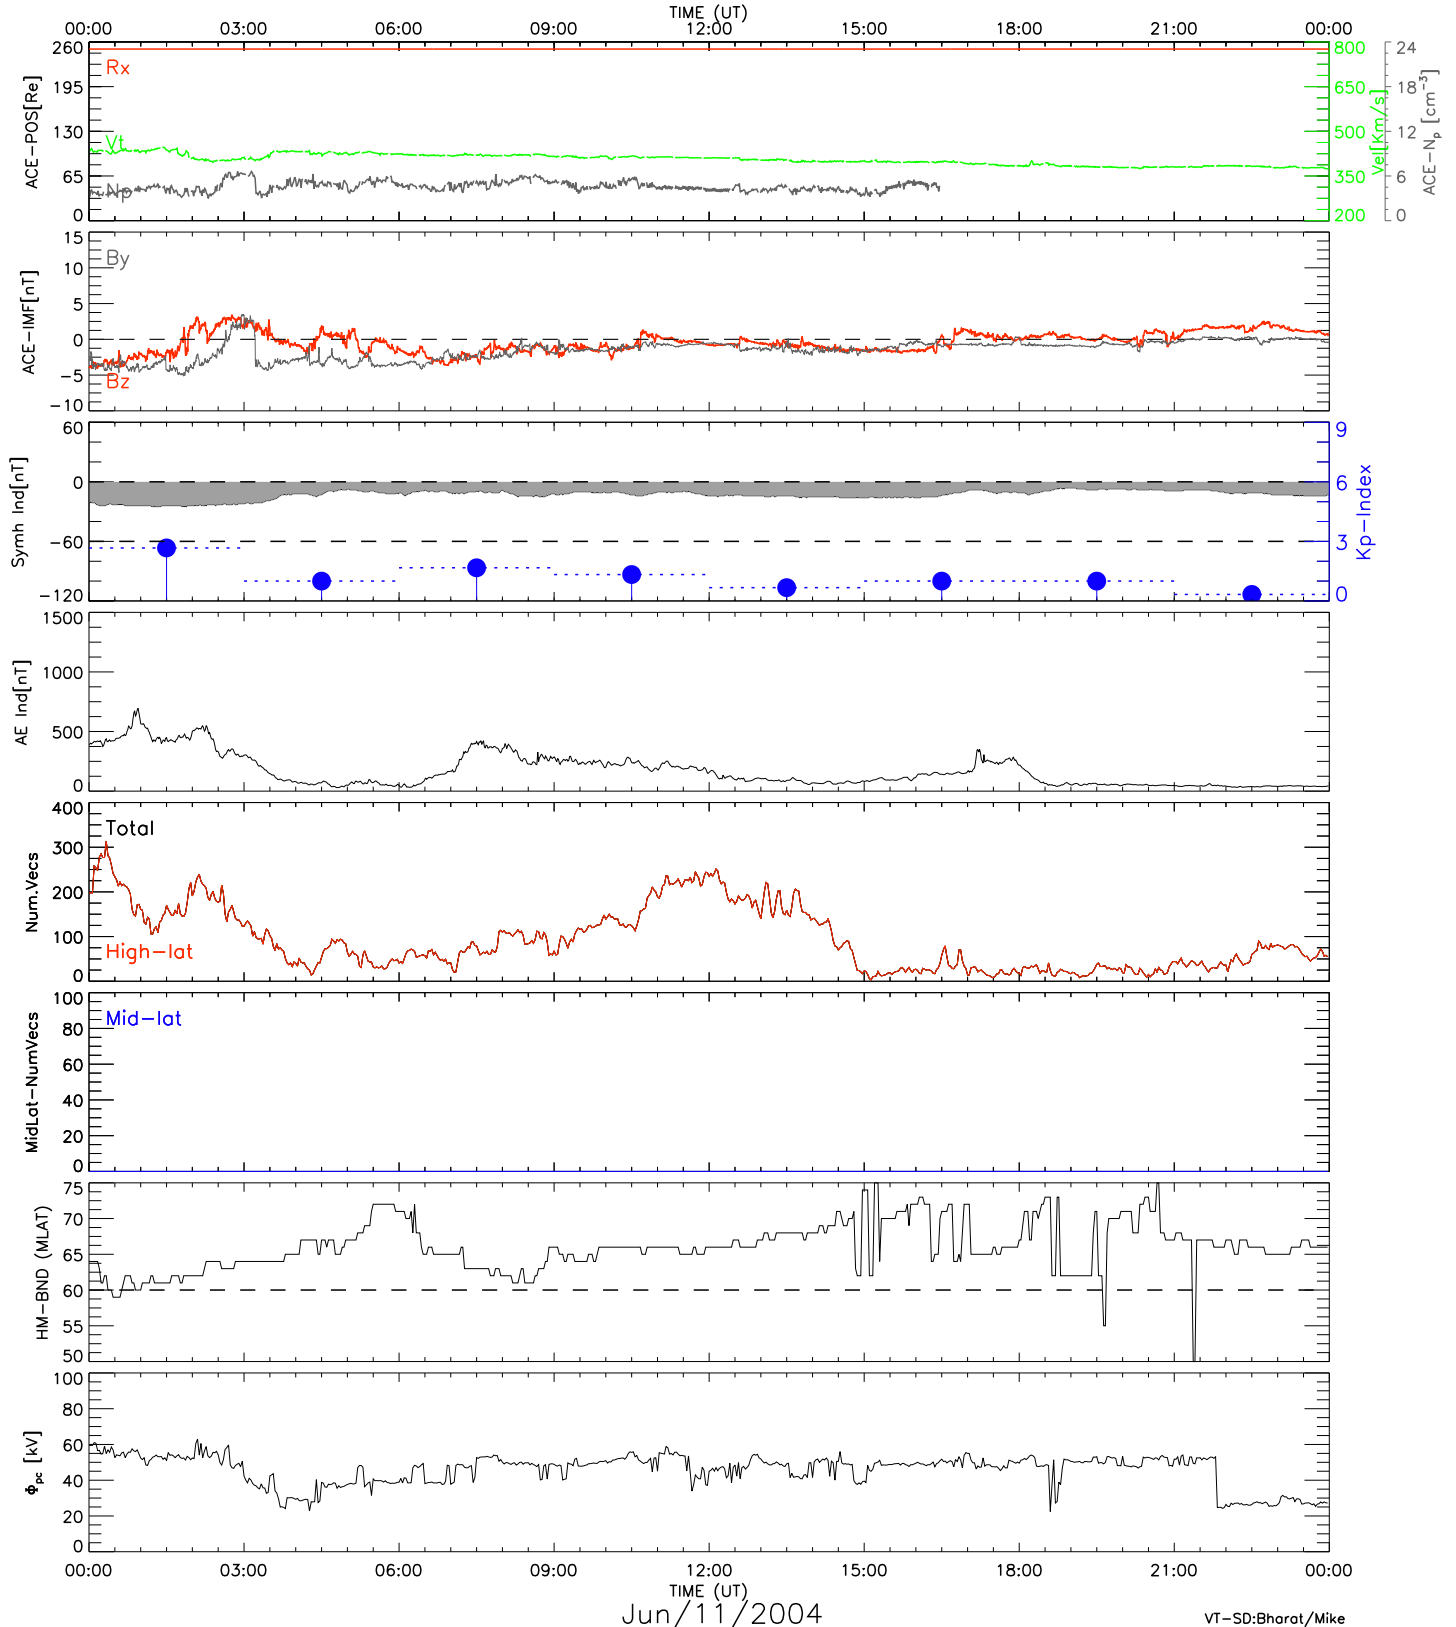 TIME (UT)
00:00 03:00 06:00 09:00 12:00 15:00 18:00 21:00 00:00
ACE-POS[Re]
260
195
130
65
0
Rx
Vt
Np
800
650
500
350
200
Vel[Km/s]
24
18
12
6
0
ACE-Np [cm-3]
ACE-IMF[nT]
15
10
5
0
-5
-10
By
Bz
Symh Ind[nT]
60
0
-60
-120
9
6
3
0
Kp-Index
AE Ind[nT]
1500
1000
500
0
Num.Vecs
400
300
200
100
0
Total
High-lat
MidLat-NumVecs
100
80
60
40
20
0
Mid-lat
HM-BND (MLAT)
75
70
65
60
55
50
Φpc [kV]
100
80
60
40
20
0
00:00 03:00 06:00 09:00 12:00 15:00 18:00 21:00 00:00
TIME (UT)
Jun/11/2004
VT-SD:Bharat/Mike